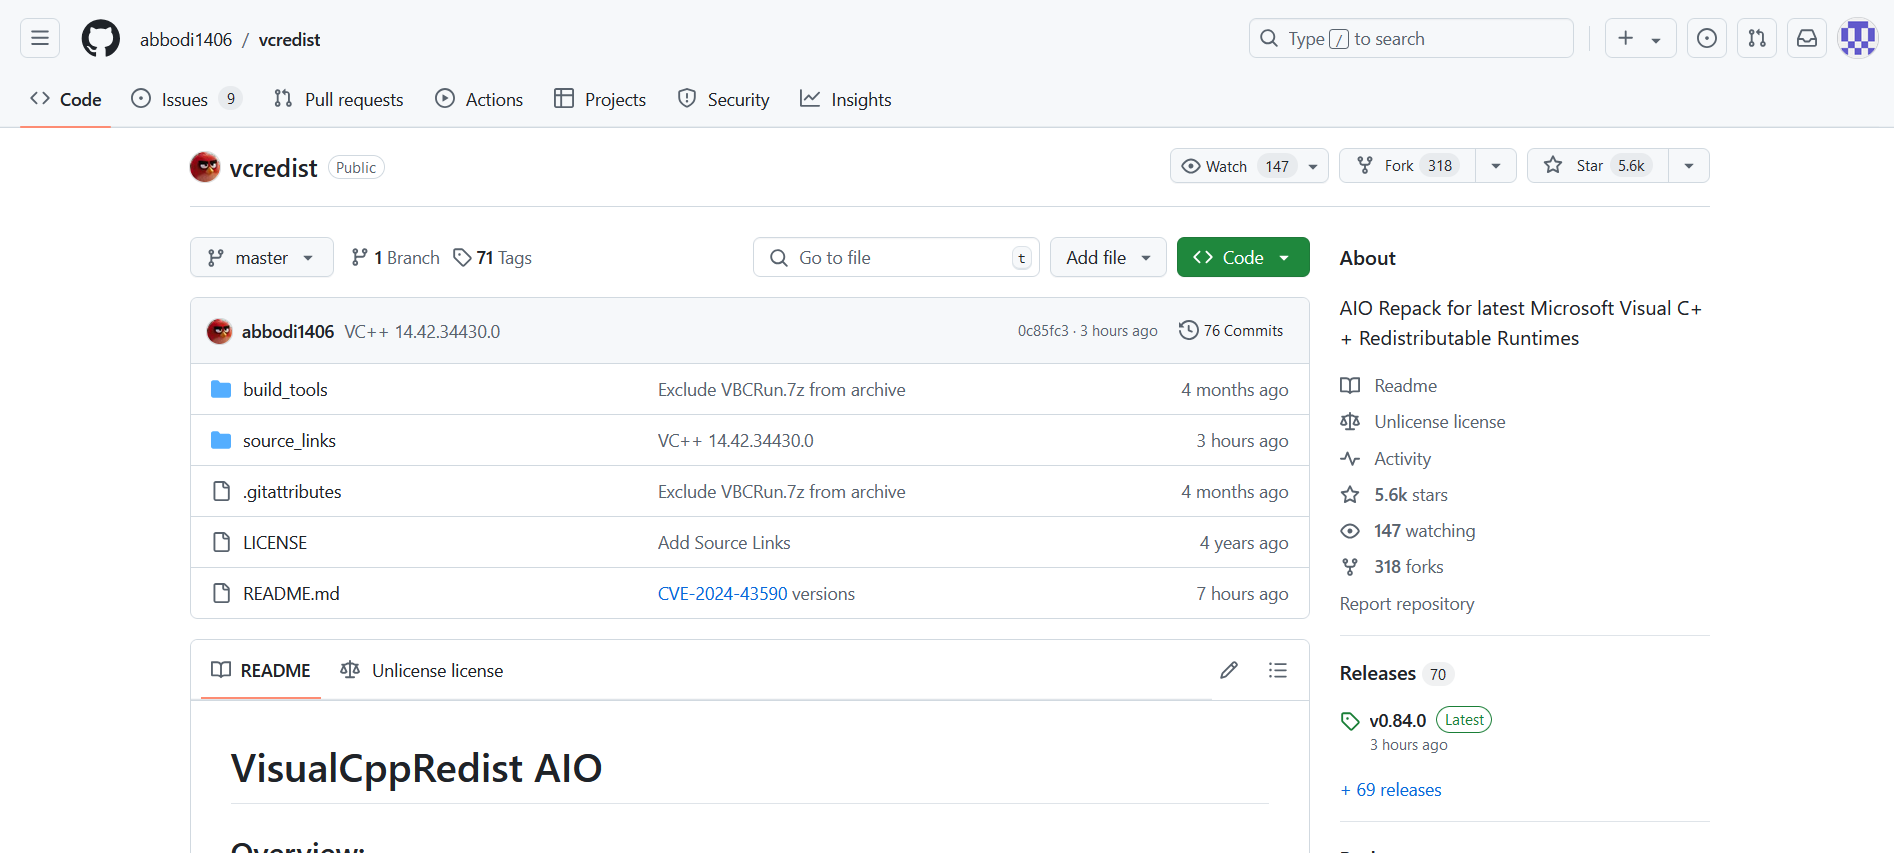 abbodi1406 / vcredist
Type / to search
Code
Issues 9
Pull requests
Actions
Projects
Security
Insights
vcredist Public
Watch 147
Fork 318
Star 5.6k
master
1 Branch
71 Tags
Go to file t
Add file
Code
abbodi1406 VC++ 14.42.34430.0 0c85fc3 · 3 hours ago 76 Commits
build_tools Exclude VBCRun.7z from archive 4 months ago
source_links VC++ 14.42.34430.0 3 hours ago
.gitattributes Exclude VBCRun.7z from archive 4 months ago
LICENSE Add Source Links 4 years ago
README.md CVE-2024-43590 versions 7 hours ago
README
Unlicense license
VisualCppRedist AIO
Overview:
About
AIO Repack for latest Microsoft Visual C+
+ Redistributable Runtimes
Readme
Unlicense license
Activity
5.6k stars
147 watching
318 forks
Report repository
Releases 70
v0.84.0 Latest
3 hours ago
+ 69 releases